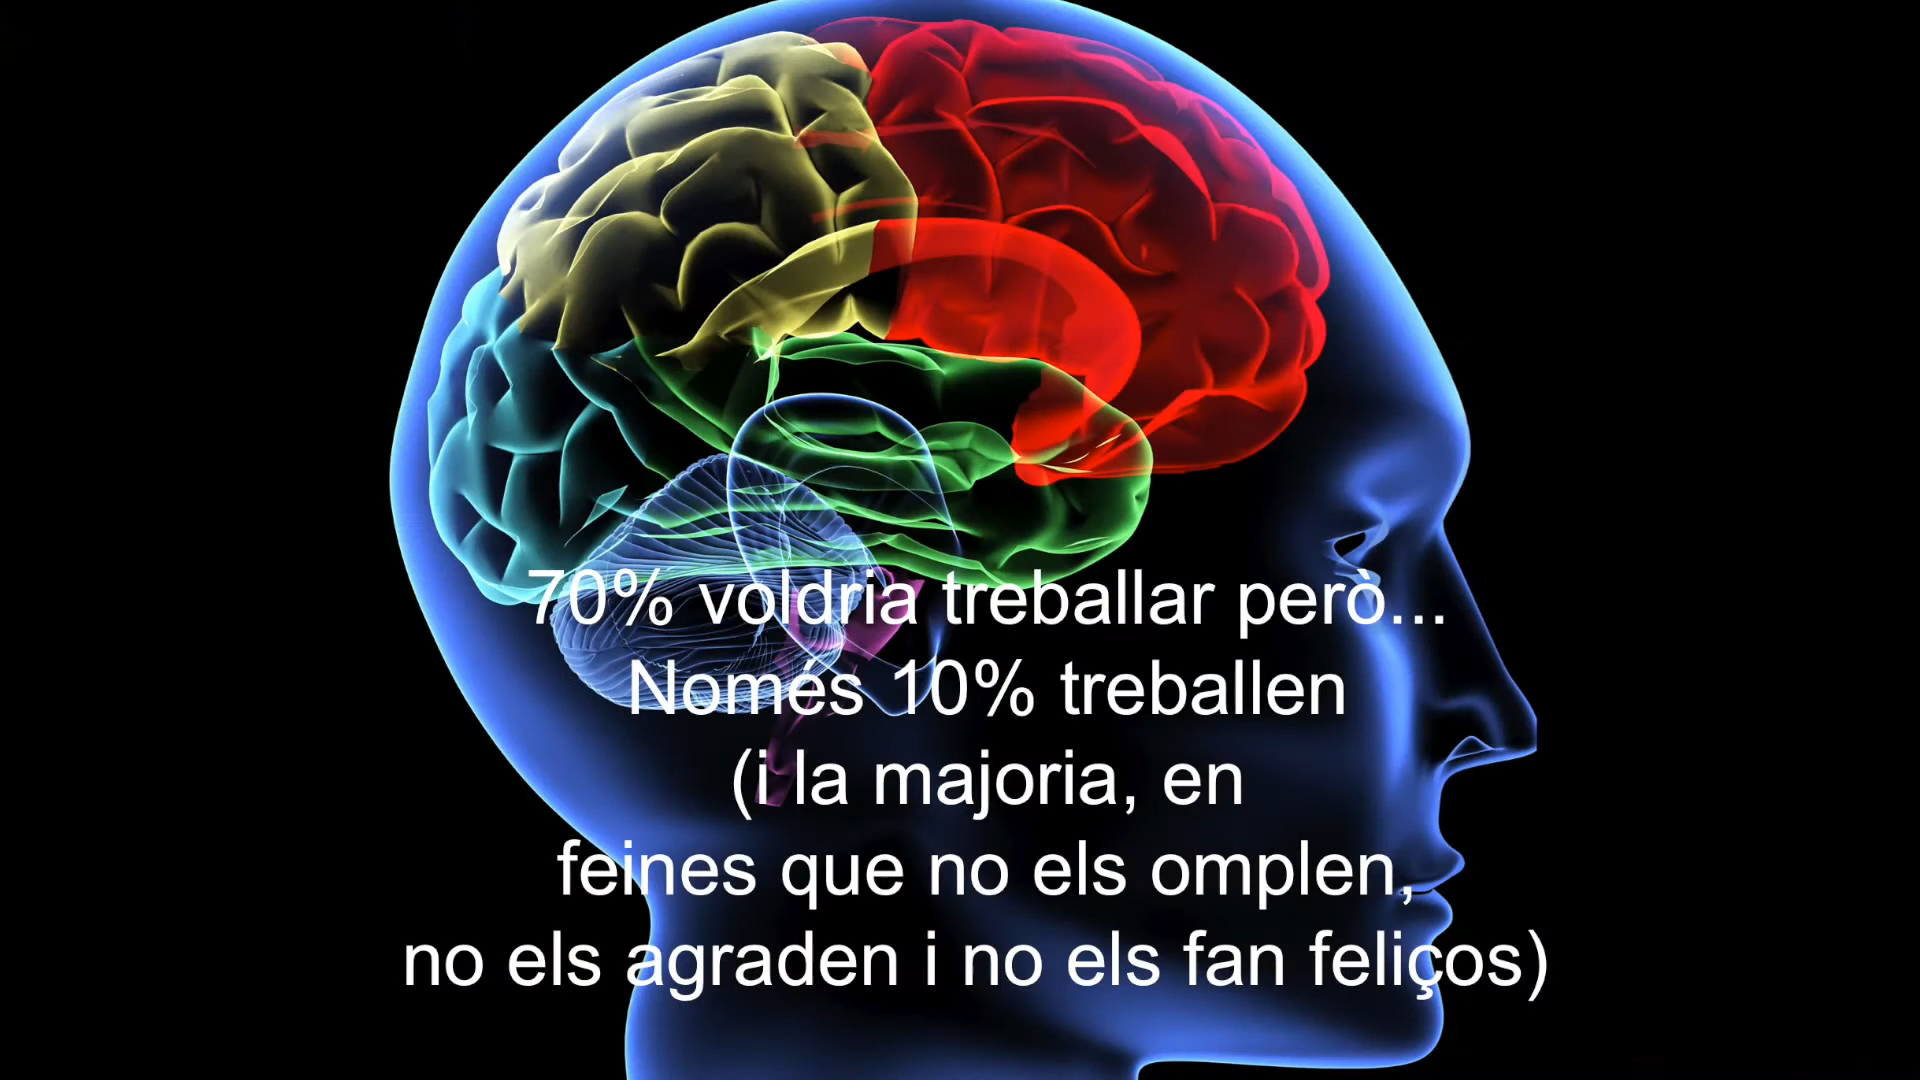 70% voldria treballar però...
Només 10% treballen
(i la majoria, en
feines que no els omplen,
no els agraden i no els fan feliços)